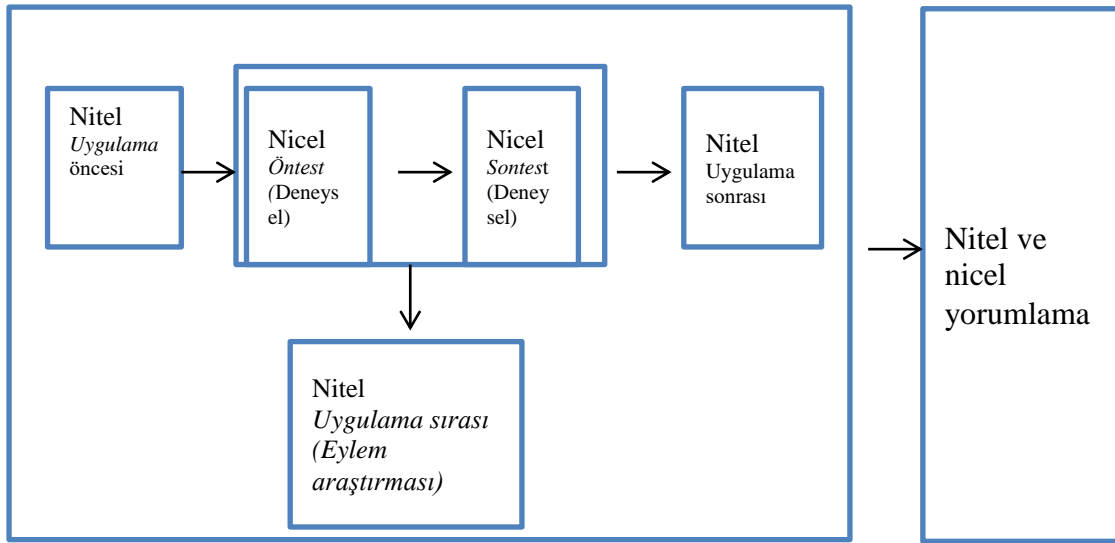 Nitel
Uygulama
öncesi
Nicel
Öntest
(Deneys
el)
Nicel
Sontest
(Deney
sel)
Nitel
Uygulama
sonrası
Nitel
Uygulama sırası
(Eylem
araştırması)
Nitel ve
nicel
yorumlama